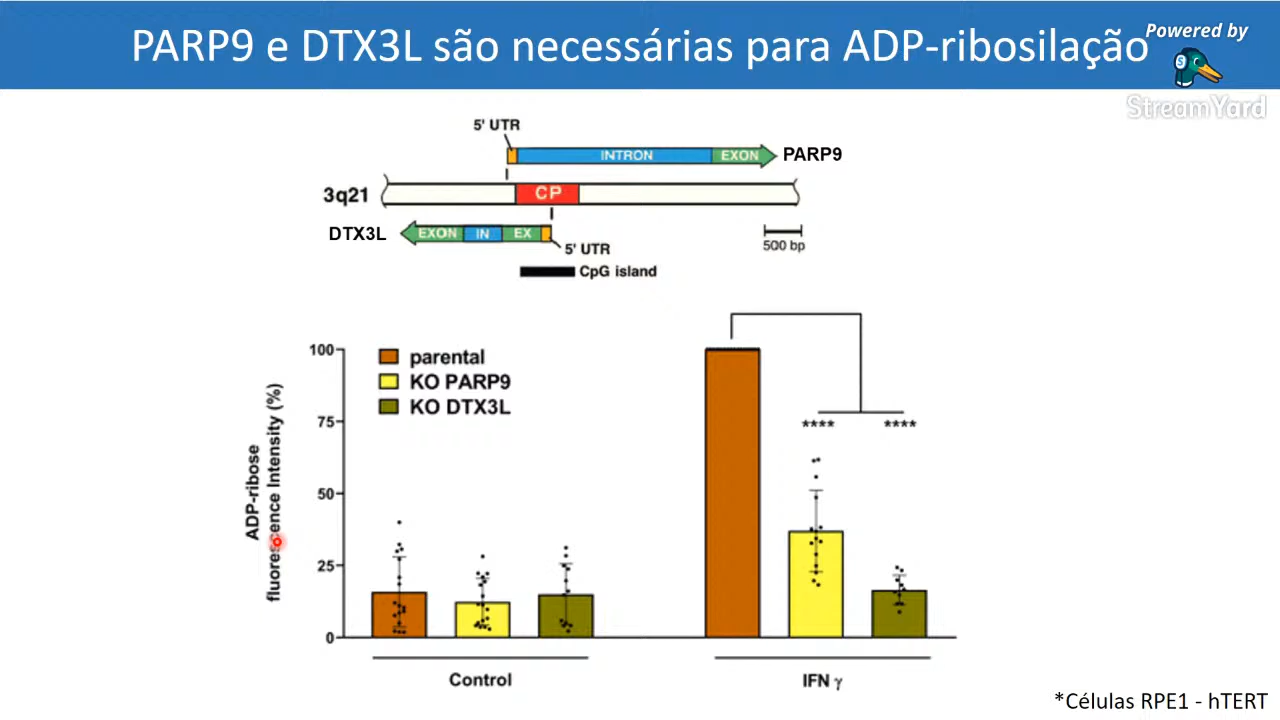 PARP9 e DTX3L são necessárias para ADP-ribosilação
Powered by
StreamYard
5' UTR
INTRON
EXON
PARP9
3q21
CP
DTX3L
EXON
IN
EX
5' UTR
500 bp
CpG island
100
75
50
25
0
ADP-ribose
fluorescence Intensity (%)
parental
KO PARP9
KO DTX3L
**** ****
Control
IFN γ
*Células RPE1 - hTERT